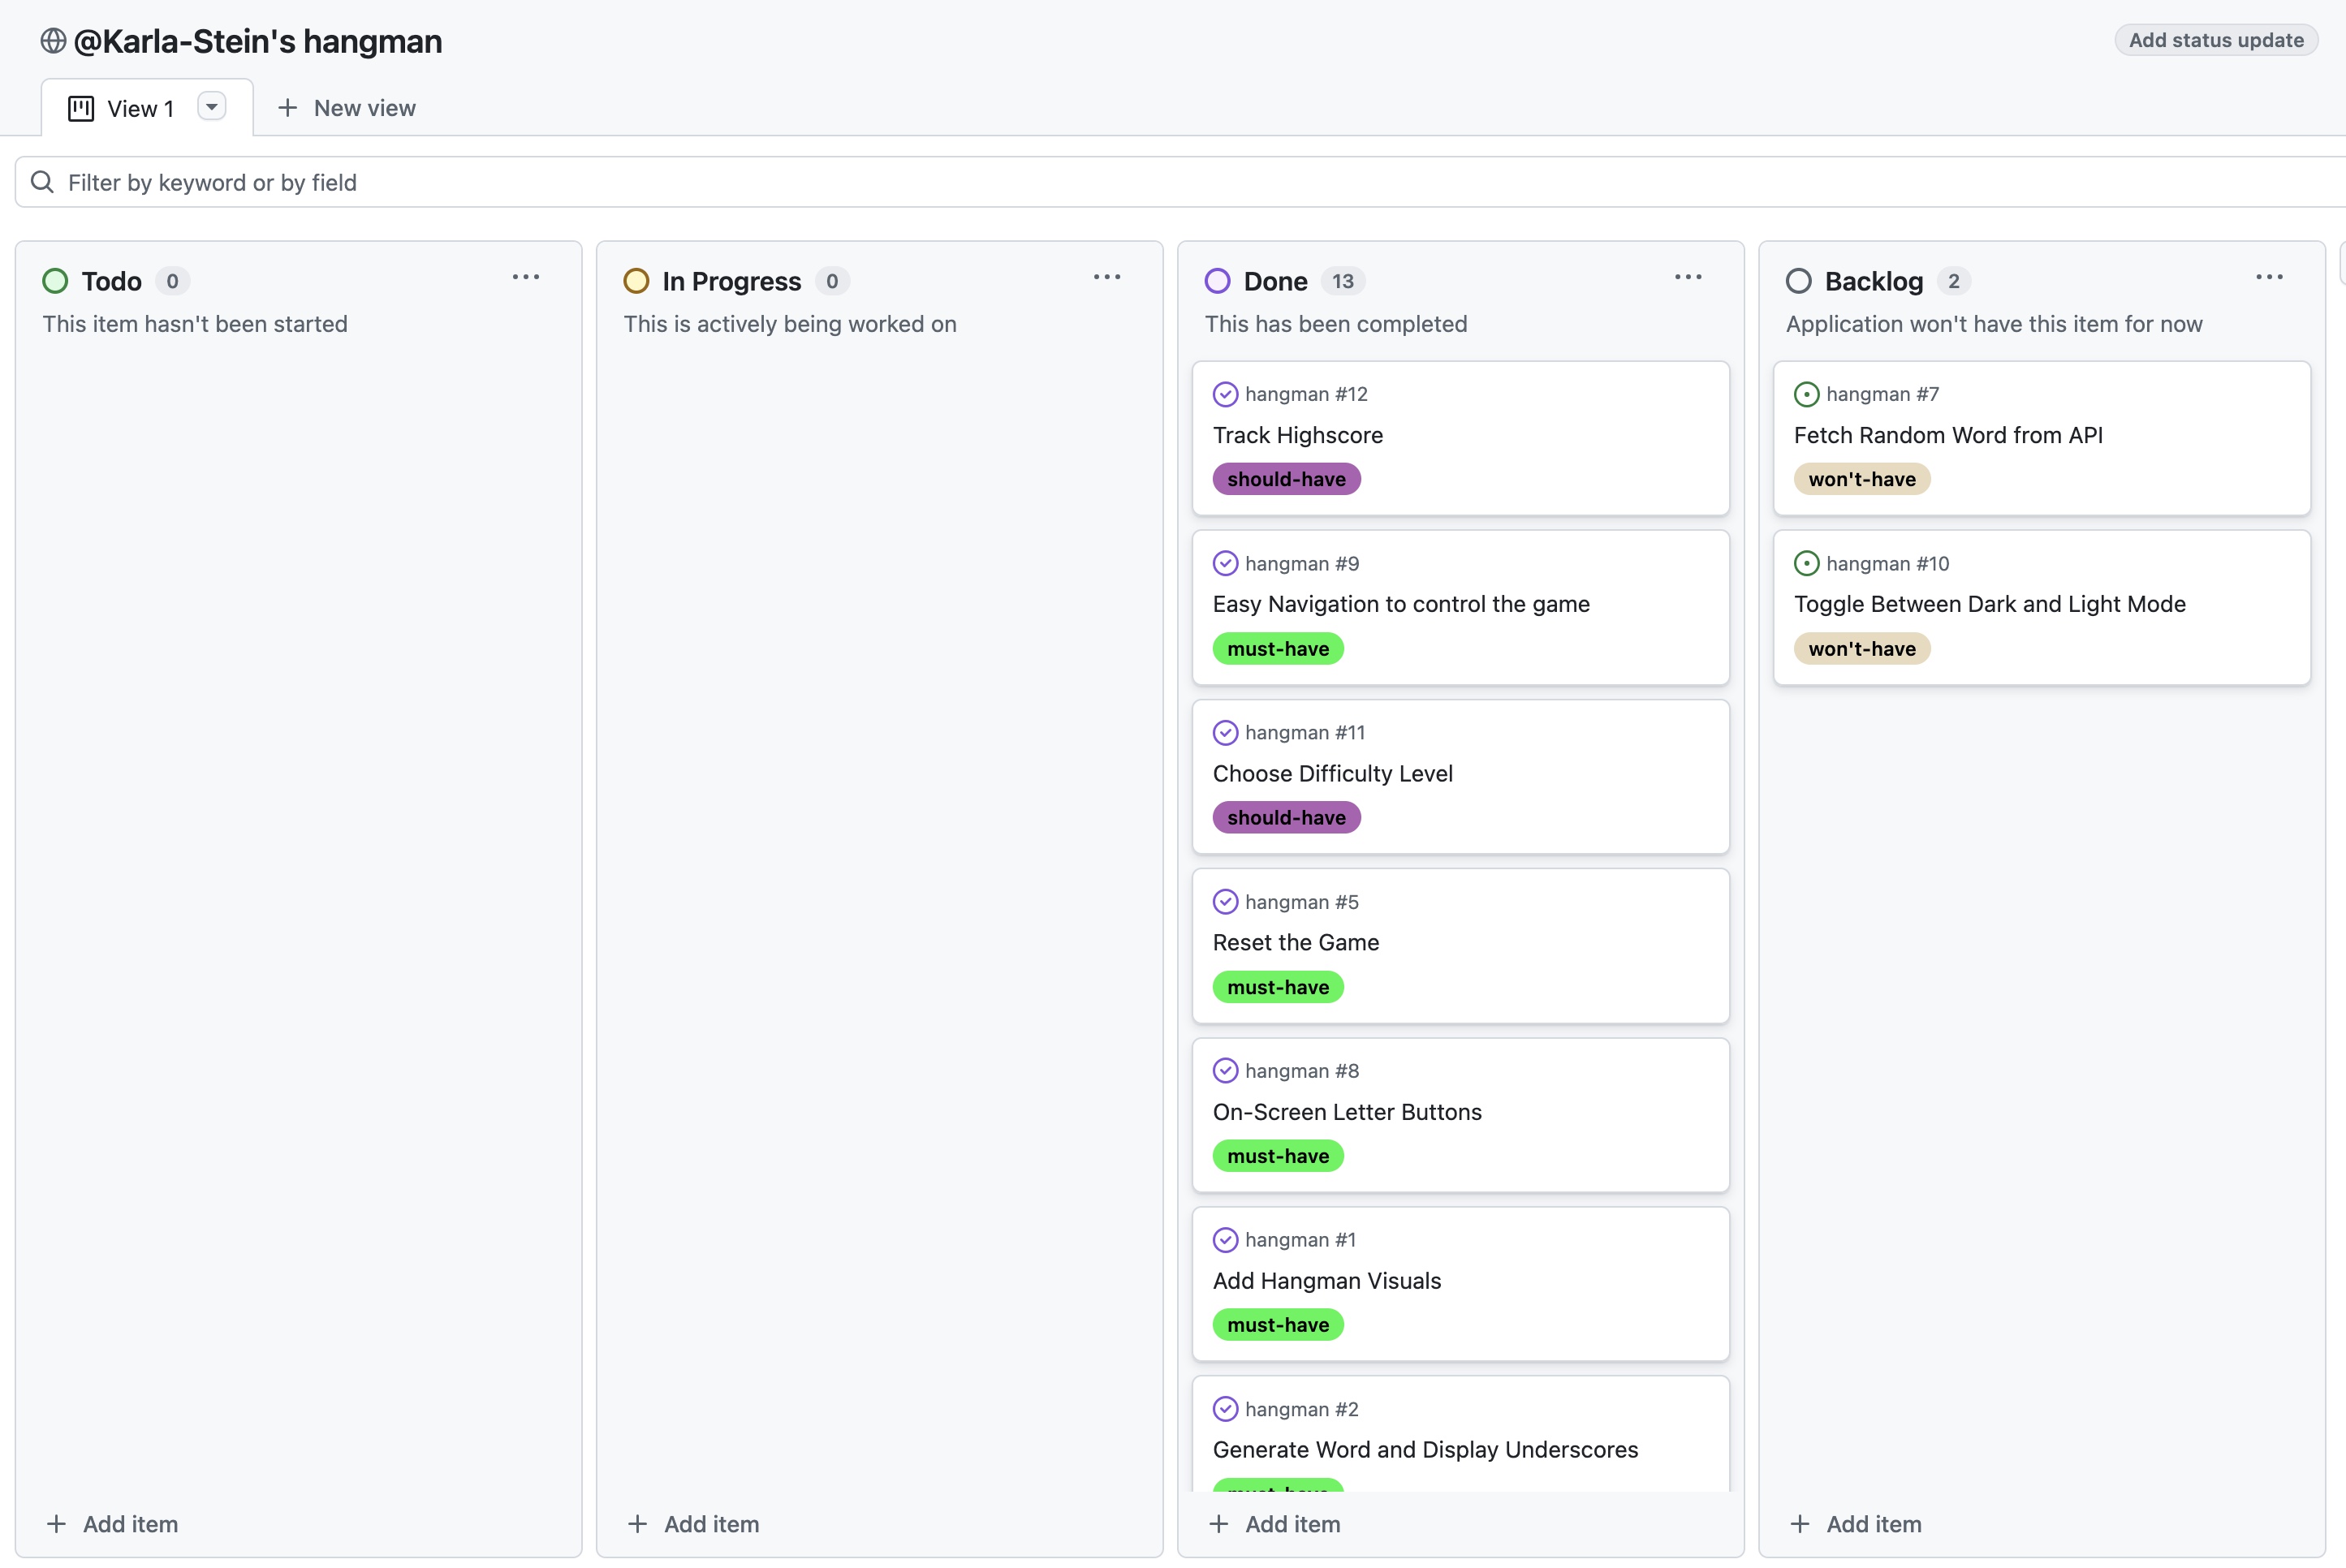 @Karla-Stein's hangman
Add status update
View 1
New view
Filter by keyword or by field
Todo 0
This item hasn't been started
Add item
In Progress 0
This is actively being worked on
Add item
Done 13
This has been completed
hangman #12
Track Highscore
should-have
hangman #9
Easy Navigation to control the game
must-have
hangman #11
Choose Difficulty Level
should-have
hangman #5
Reset the Game
must-have
hangman #8
On-Screen Letter Buttons
must-have
hangman #1
Add Hangman Visuals
must-have
hangman #2
Generate Word and Display Underscores
must-have
Add item
Backlog 2
Application won't have this item for now
hangman #7
Fetch Random Word from API
won't-have
hangman #10
Toggle Between Dark and Light Mode
won't-have
Add item